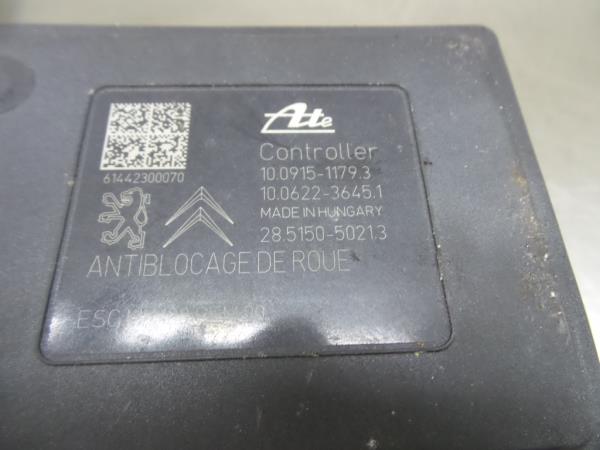 Ate
Controller
61442300070
10.0915-1179.3
10.0622-3645.1
MADE IN HUNGARY
28.5150-5021.3
ANTIBLOCAGE DE ROUE